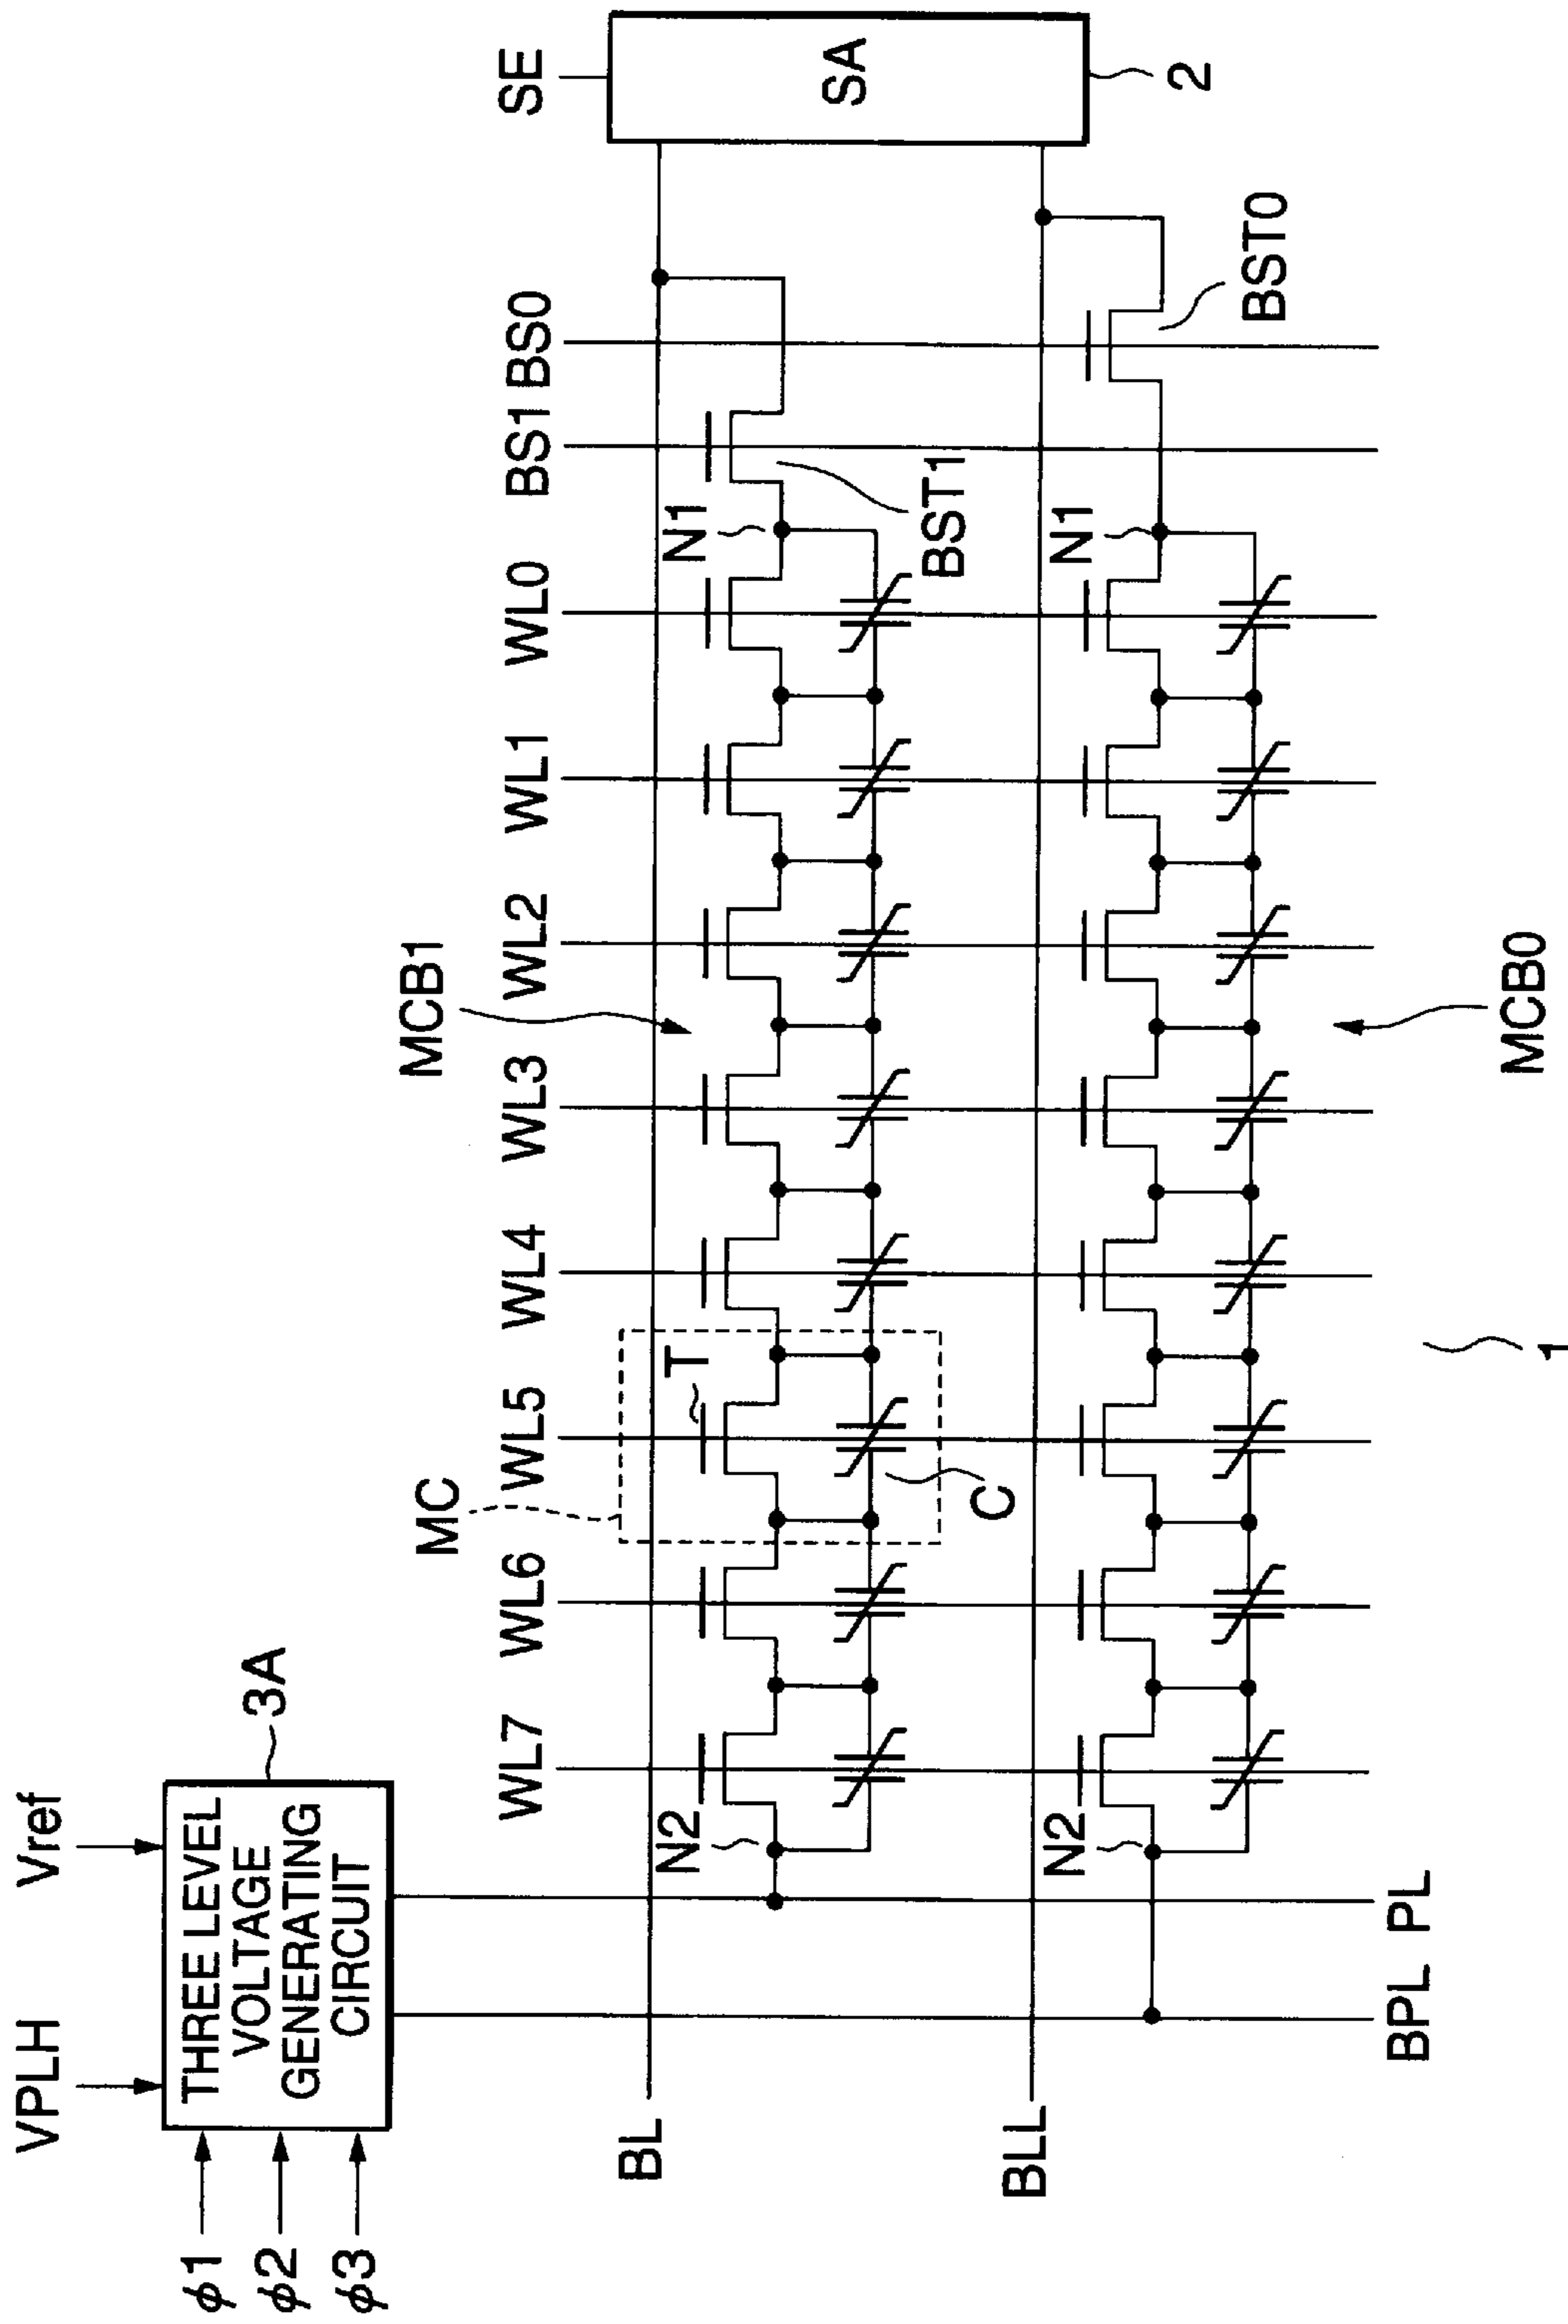 VPLH
Vref
φ1
φ2
φ3
THREE LEVEL
VOLTAGE
GENERATING
CIRCUIT
3A
MC
MCB1
WL7
WL6
WL5
WL4
WL3
WL2
WL1
WL0
BS1
BS0
SE
BL
N2
T
N1
SA
C
BST1
BLL
N2
N1
2
BST0
BPL
PL
1
MCB0